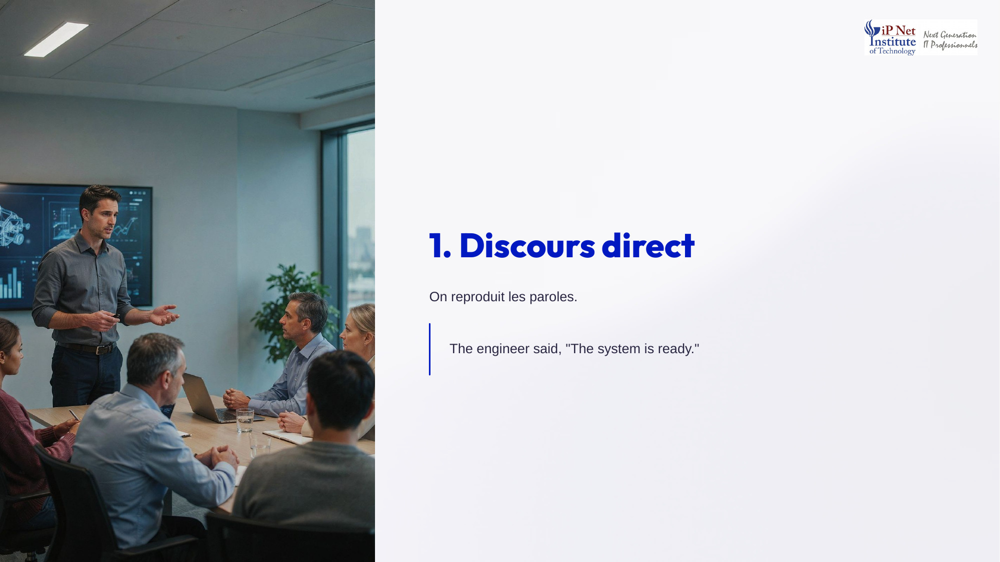 iP Net
Institute
of Technology
Next Generation
IT Professionnels
1. Discours direct
On reproduit les paroles.
The engineer said, "The system is ready."